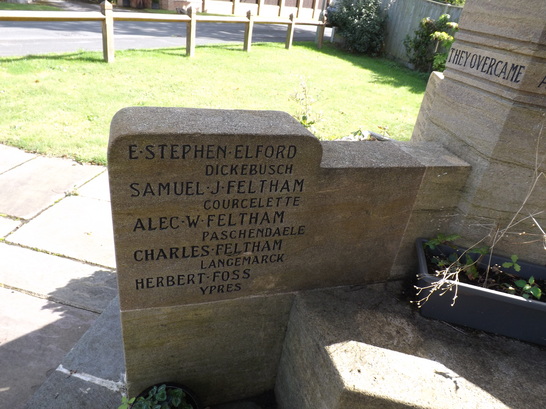 E·STEPHEN·ELFORD
DICKEBUSCH
SAMUEL·J·FELTHAM
COURCELETTE
ALEC·W·FELTHAM
PASCHENDAELE
CHARLES·FELTHAM
LANGEMARCK
HERBERT·FOSS
YPRES
THEY OVERCAME